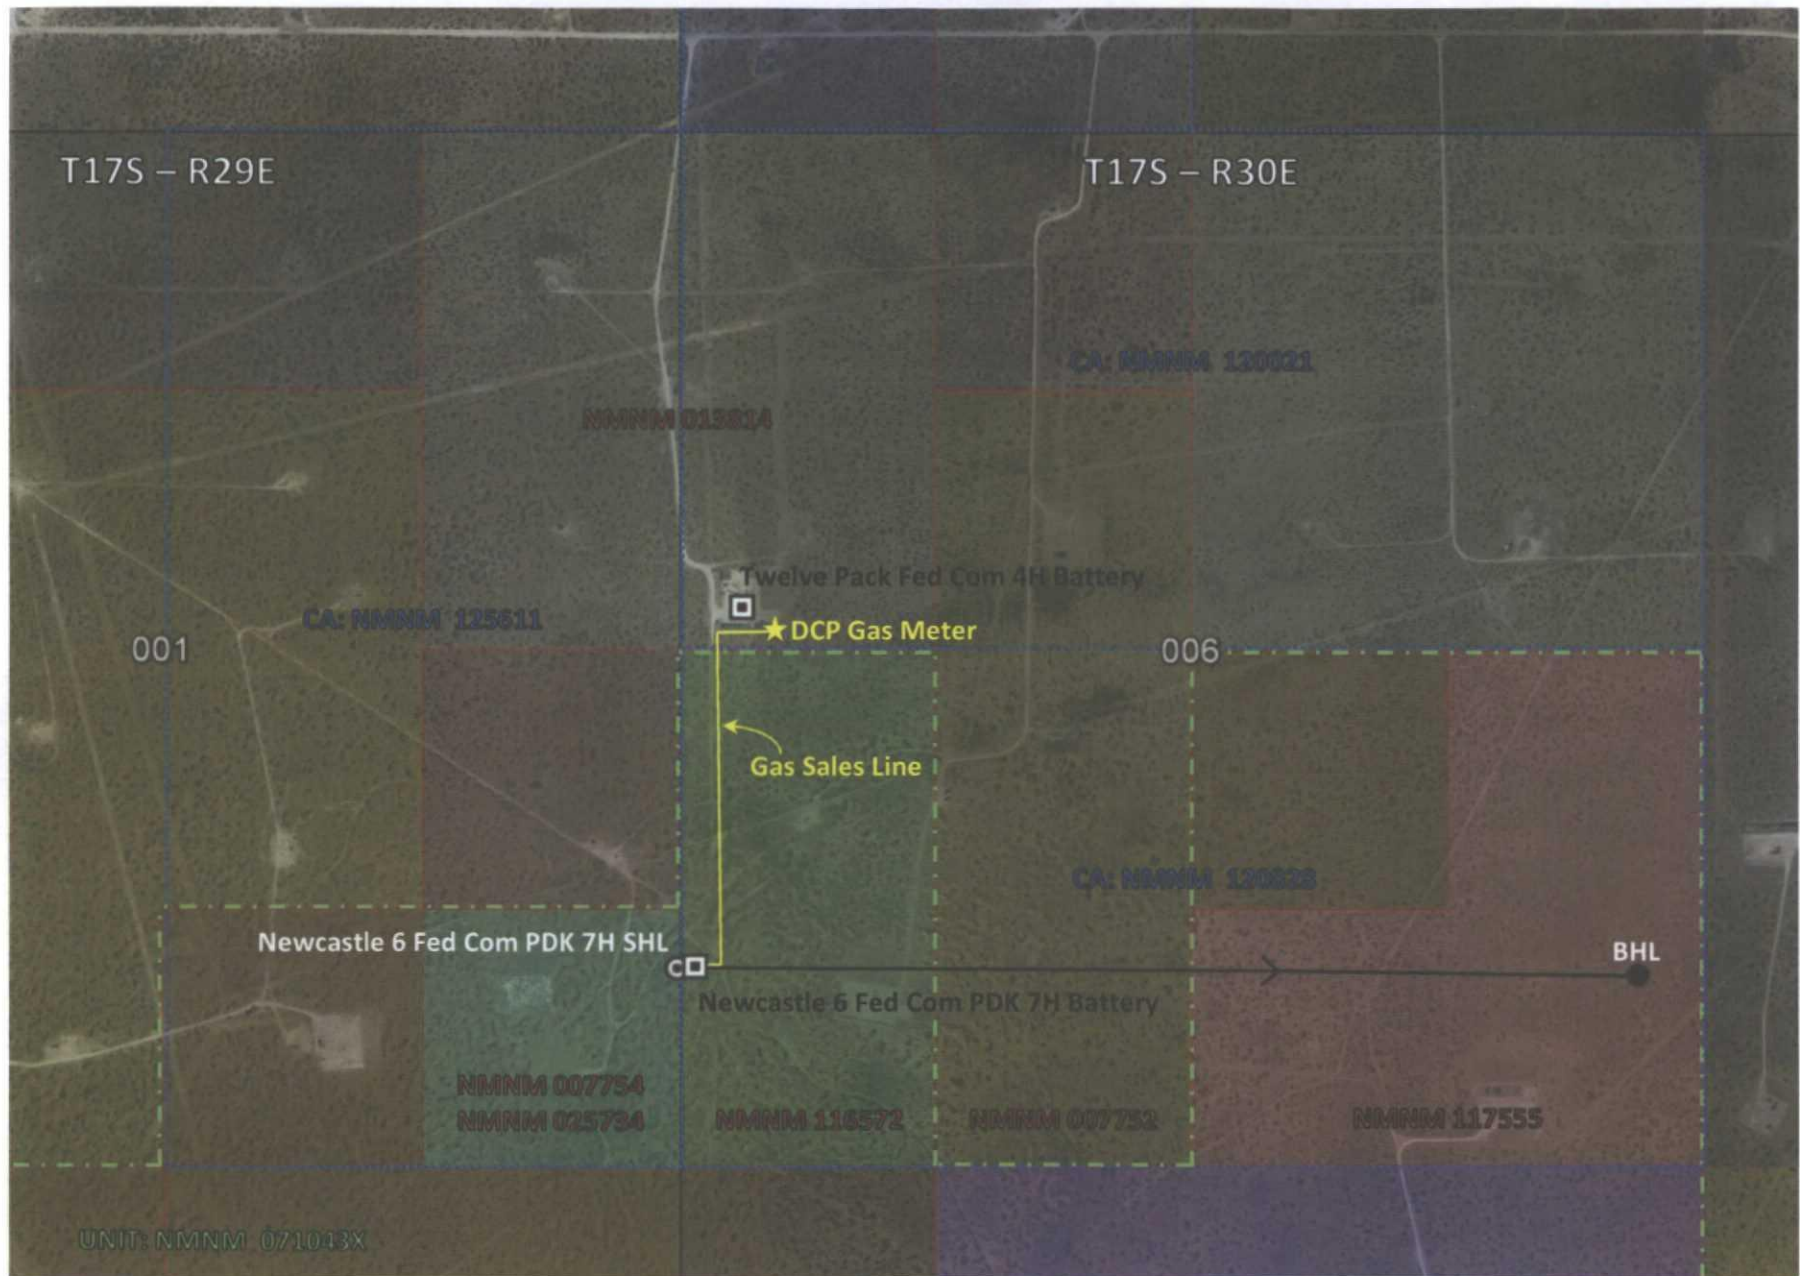 T17S – R29E
T17S – R30E
CA: NMNM 120021
NMNM 013814
Twelve Pack Fed Com 4H Battery
CA: NMNM 125611
DCP Gas Meter
001
006
Gas Sales Line
CA: NMNM 120828
Newcastle 6 Fed Com PDK 7H SHL
BHL
Newcastle 6 Fed Com PDK 7H Battery
NMNM 007754
NMNM 025734
NMNM 116572
NMNM 007752
NMNM 117555
UNIT: NMNM 071043X